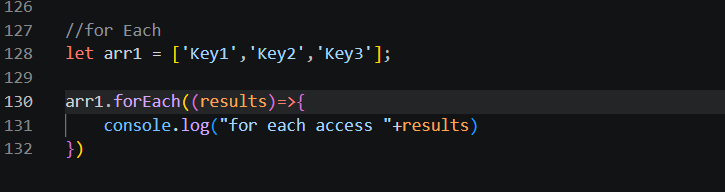 126
127 //for Each
128 let arr1 = ['Key1','Key2','Key3'];
129
130 arr1.forEach((results)=>{
131     console.log("for each access "+results)
132 })